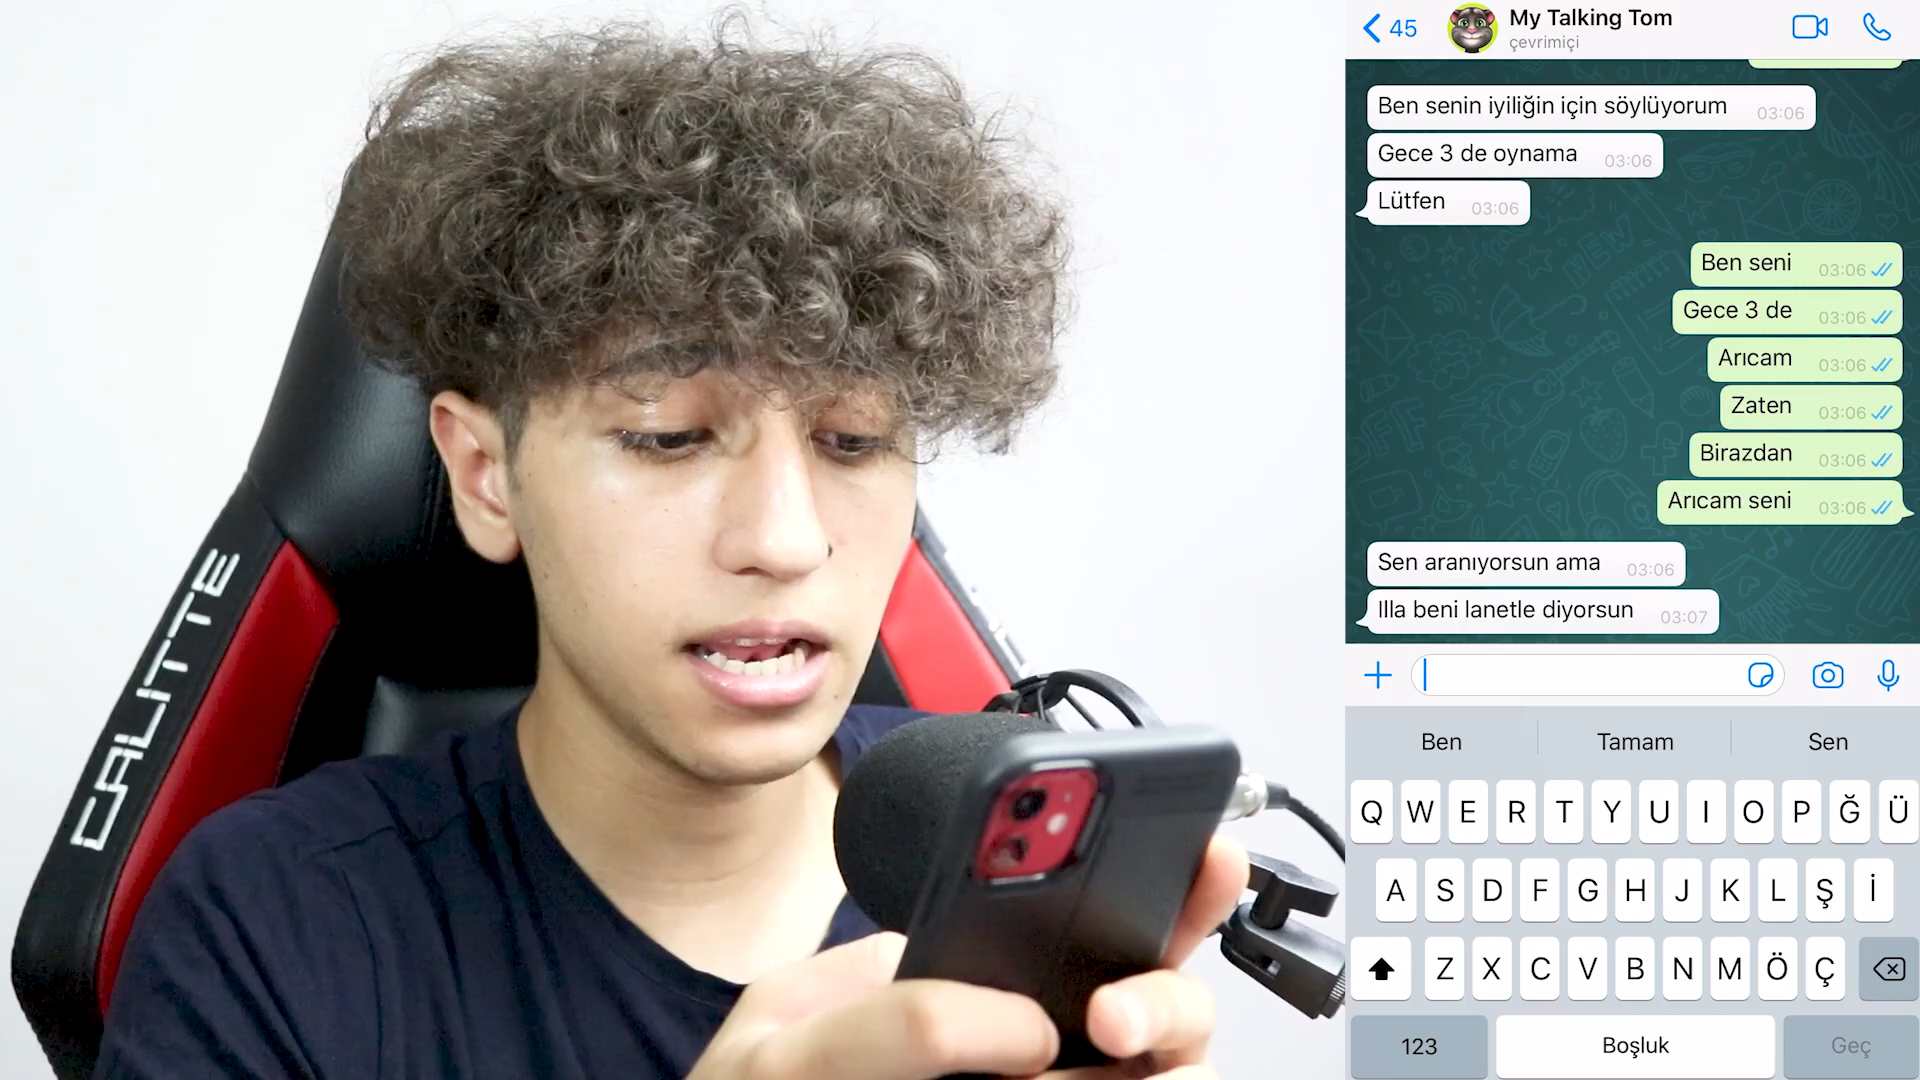 CALITTE
45
My Talking Tom
çevrimiçi
Ben senin iyiliğin için söylüyorum 03:06
Gece 3 de oynama 03:06
Lütfen 03:06
Ben seni 03:06
Gece 3 de 03:06
Arıcam 03:06
Zaten 03:06
Birazdan 03:06
Arıcam seni 03:06
Sen aranıyorsun ama 03:06
Illa beni lanetle diyorsun 03:07
Ben Tamam Sen
Q W E R T Y U I O P Ğ Ü
A S D F G H J K L Ş İ
Z X C V B N M Ö Ç
123 Boşluk Geç